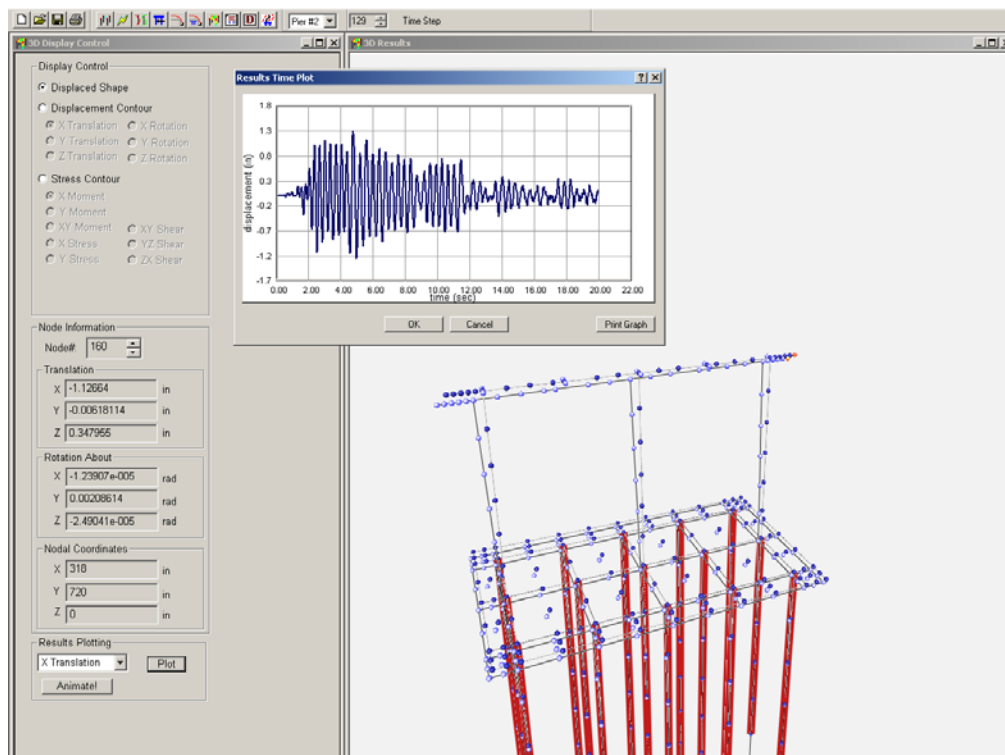 Pier #2 129 Time Step
3D Display Control
3D Results
Display Control
Displaced Shape
Displacement Contour
X Translation X Rotation
Y Translation Y Rotation
Z Translation Z Rotation
Stress Contour
X Moment
Y Moment
XY Moment XY Shear
X Stress YZ Shear
Y Stress ZX Shear
Results Time Plot
displacement (in)
1.8
1.3
0.8
0.3
-0.2
-0.7
-1.2
-1.7
0.00 2.00 4.00 6.00 8.00 10.00 12.00 14.00 16.00 18.00 20.00 22.00
time (sec)
OK Cancel Print Graph
Node Information
Node#: 160
Translation
X -1.12664 in
Y -0.00618114 in
Z 0.347955 in
Rotation About
X -1.23907e-005 rad
Y 0.00208614 rad
Z -2.49041e-005 rad
Nodal Coordinates
X 318 in
Y 720 in
Z 0 in
Results Plotting
X Translation Plot
Animate!